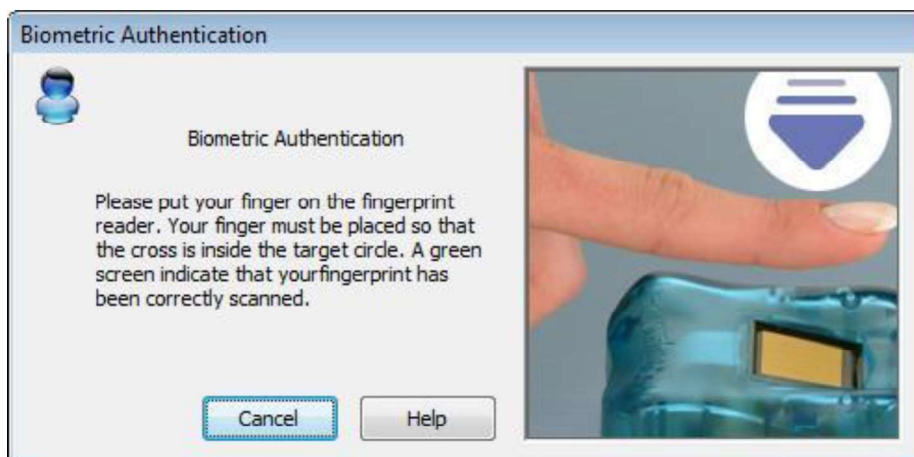 Biometric Authentication
Biometric Authentication
Please put your finger on the fingerprint
reader. Your finger must be placed so that
the cross is inside the target circle. A green
screen indicate that yourfingerprint has
been correctly scanned.
Cancel
Help